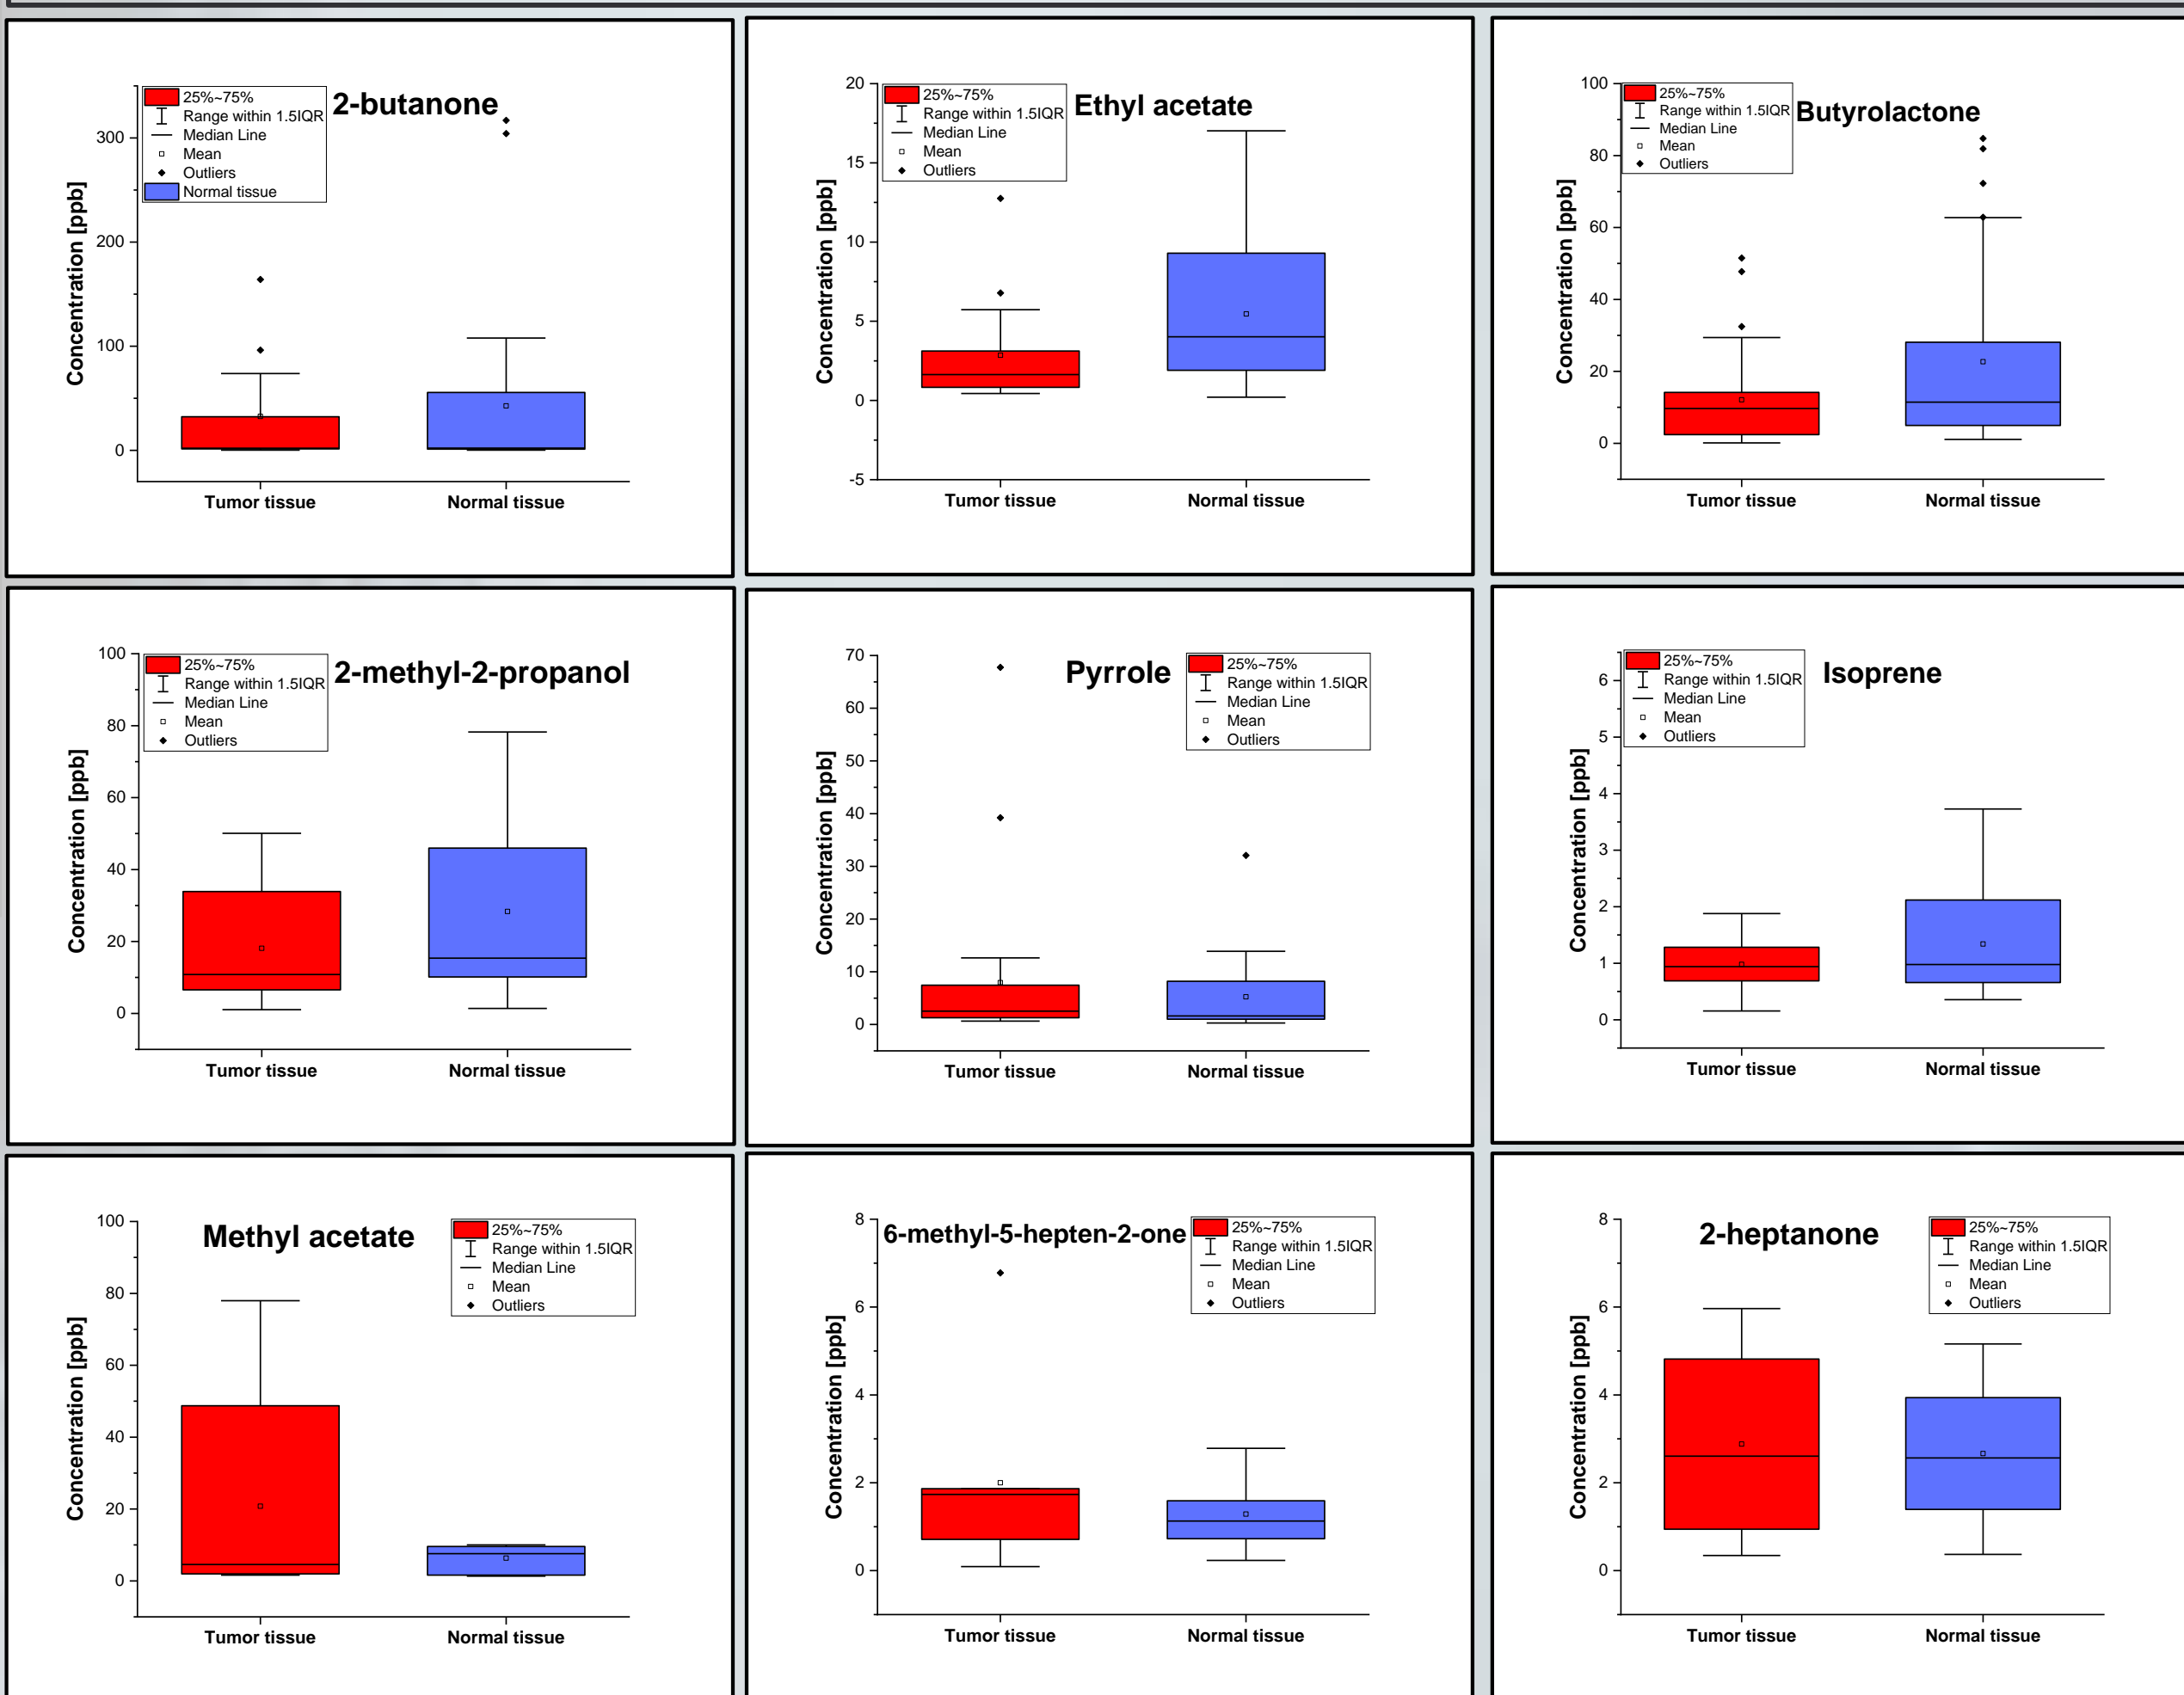 2-butanone
25%~75%
Range within 1.5IQR
Median Line
Mean
Outliers
Normal tissue
Concentration [ppb]
300
200
100
0
Tumor tissue
Normal tissue
Ethyl acetate
25%~75%
Range within 1.5IQR
Median Line
Mean
Outliers
Concentration [ppb]
20
15
10
5
0
-5
Tumor tissue
Normal tissue
Butyrolactone
25%~75%
Range within 1.5IQR
Median Line
Mean
Outliers
Concentration [ppb]
100
80
60
40
20
0
Tumor tissue
Normal tissue
2-methyl-2-propanol
25%~75%
Range within 1.5IQR
Median Line
Mean
Outliers
Concentration [ppb]
100
80
60
40
20
0
Tumor tissue
Normal tissue
Pyrrole
25%~75%
Range within 1.5IQR
Median Line
Mean
Outliers
Concentration [ppb]
70
60
50
40
30
20
10
0
Tumor tissue
Normal tissue
Isoprene
25%~75%
Range within 1.5IQR
Median Line
Mean
Outliers
Concentration [ppb]
6
5
4
3
2
1
0
Tumor tissue
Normal tissue
Methyl acetate
25%~75%
Range within 1.5IQR
Median Line
Mean
Outliers
Concentration [ppb]
100
80
60
40
20
0
Tumor tissue
Normal tissue
6-methyl-5-hepten-2-one
25%~75%
Range within 1.5IQR
Median Line
Mean
Outliers
Concentration [ppb]
8
6
4
2
0
Tumor tissue
Normal tissue
2-heptanone
25%~75%
Range within 1.5IQR
Median Line
Mean
Outliers
Concentration [ppb]
8
6
4
2
0
Tumor tissue
Normal tissue